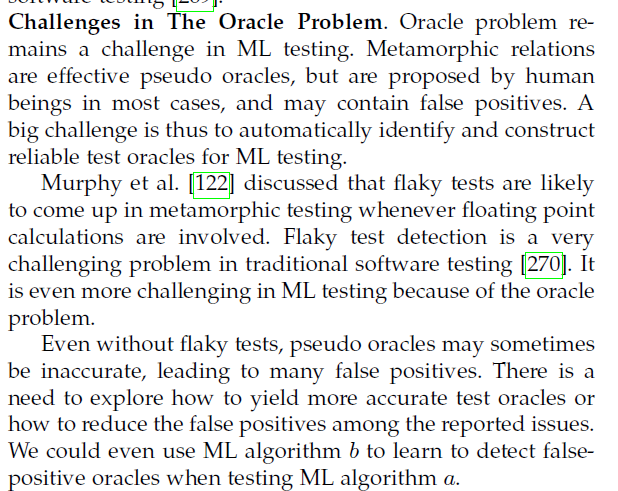 software testing [269].
Challenges in The Oracle Problem. Oracle problem re-
mains a challenge in ML testing. Metamorphic relations
are effective pseudo oracles, but are proposed by human
beings in most cases, and may contain false positives. A
big challenge is thus to automatically identify and construct
reliable test oracles for ML testing.
Murphy et al. [122] discussed that flaky tests are likely
to come up in metamorphic testing whenever floating point
calculations are involved. Flaky test detection is a very
challenging problem in traditional software testing [270]. It
is even more challenging in ML testing because of the oracle
problem.
Even without flaky tests, pseudo oracles may sometimes
be inaccurate, leading to many false positives. There is a
need to explore how to yield more accurate test oracles or
how to reduce the false positives among the reported issues.
We could even use ML algorithm b to learn to detect false-
positive oracles when testing ML algorithm a.